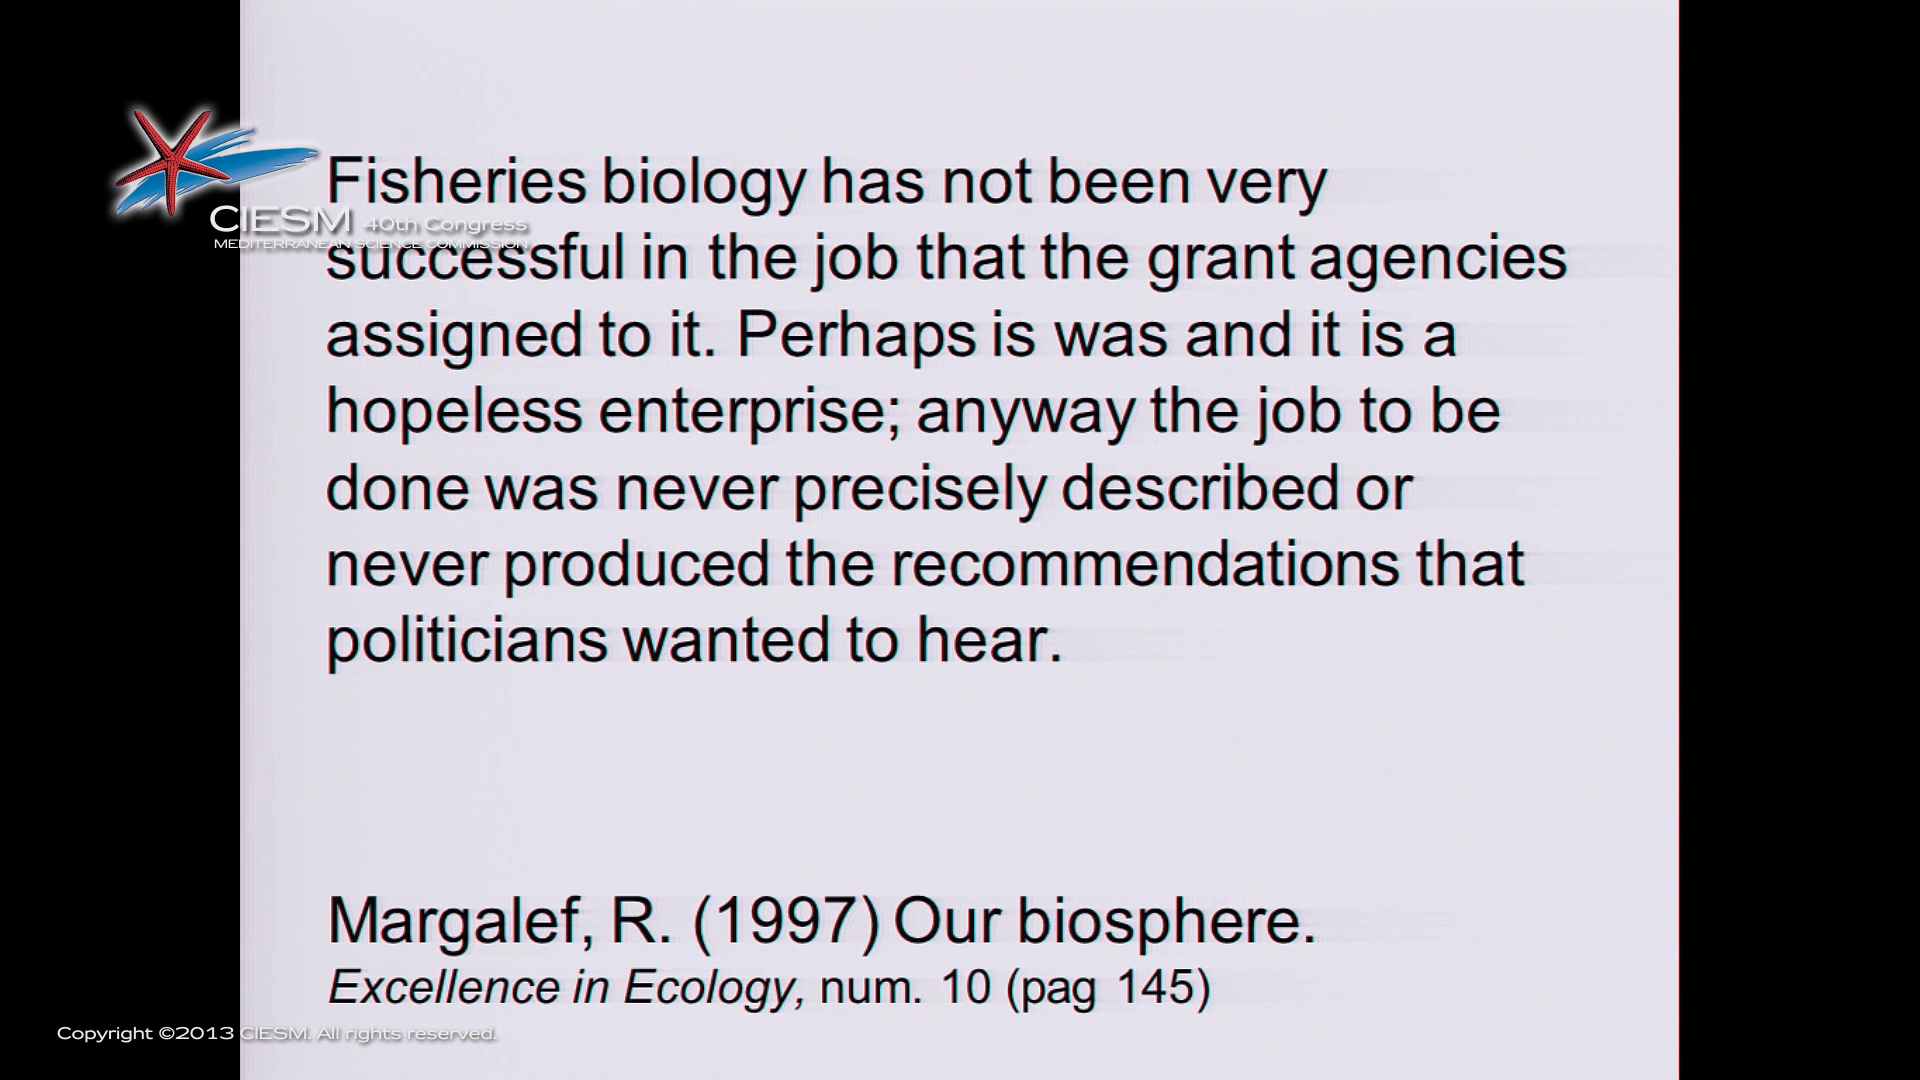 Fisheries biology has not been very
CIESM 40th Congress
MEDITERRANEAN SCIENCE COMMISSION
successful in the job that the grant agencies
assigned to it. Perhaps is was and it is a
hopeless enterprise; anyway the job to be
done was never precisely described or
never produced the recommendations that
politicians wanted to hear.
Margalef, R. (1997) Our biosphere.
Excellence in Ecology, num. 10 (pag 145)
Copyright ©2013 CIESM. All rights reserved.